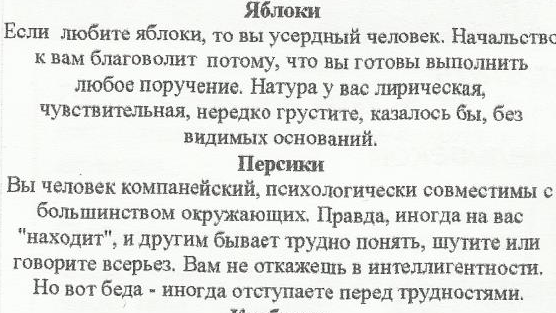 Яблоки
Если любите яблоки, то вы усердный человек. Начальство
к вам благоволит потому, что вы готовы выполнить
любое поручение. Натура у вас лирическая,
чувствительная, нередко грустите, казалось бы, без
видимых оснований.
Персики
Вы человек компанейский, психологически совместимы с
большинством окружающих. Правда, иногда на вас
"находит", и другим бывает трудно понять, шутите или
говорите всерьез. Вам не откажещь в интеллигентности.
Но вот беда - иногда отступаете перед трудностями.